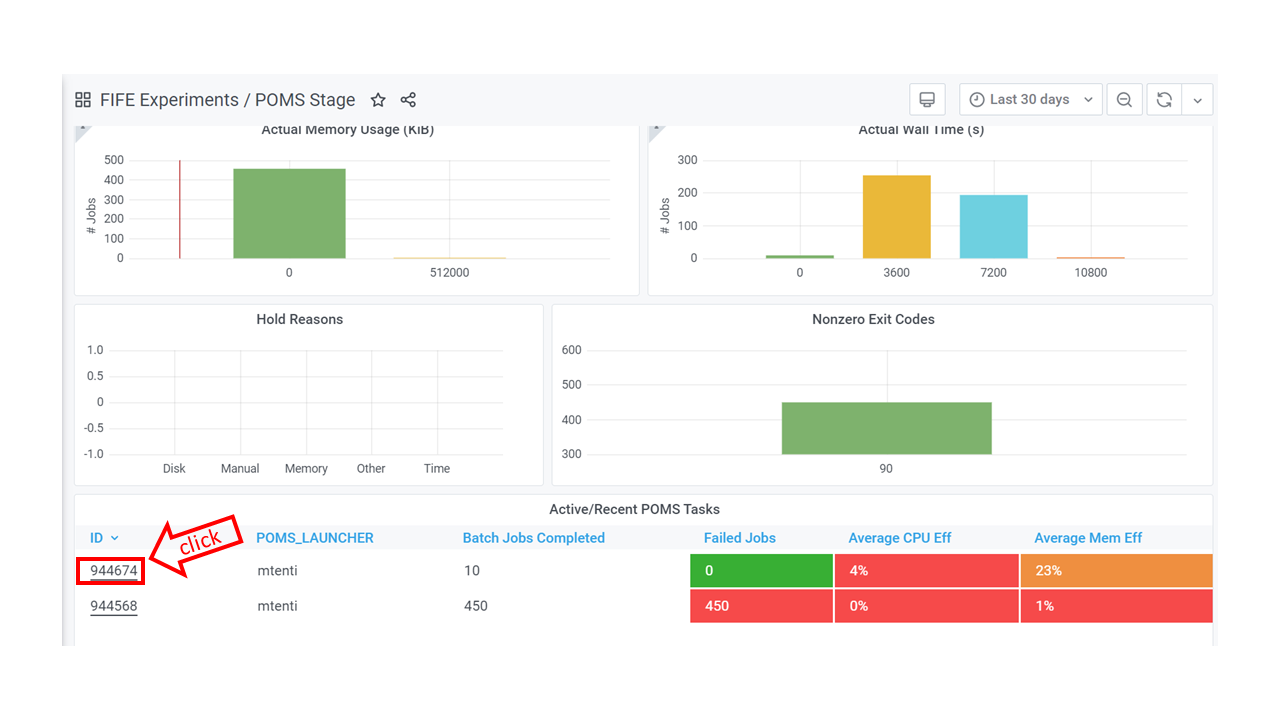 FIFE Experiments / POMS Stage
Last 30 days
Actual Memory Usage (KiB)
500
400
300
200
100
0
# Jobs
0
512000
Actual Wall Time (s)
300
200
100
0
# Jobs
0
3600
7200
10800
Hold Reasons
1.0
0.5
0
-0.5
-1.0
Disk
Manual
Memory
Other
Time
Nonzero Exit Codes
600
500
400
300
90
Active/Recent POMS Tasks
ID
POMS_LAUNCHER
Batch Jobs Completed
Failed Jobs
Average CPU Eff
Average Mem Eff
click
944674
mtenti
10
0
4%
23%
944568
mtenti
450
450
0%
1%